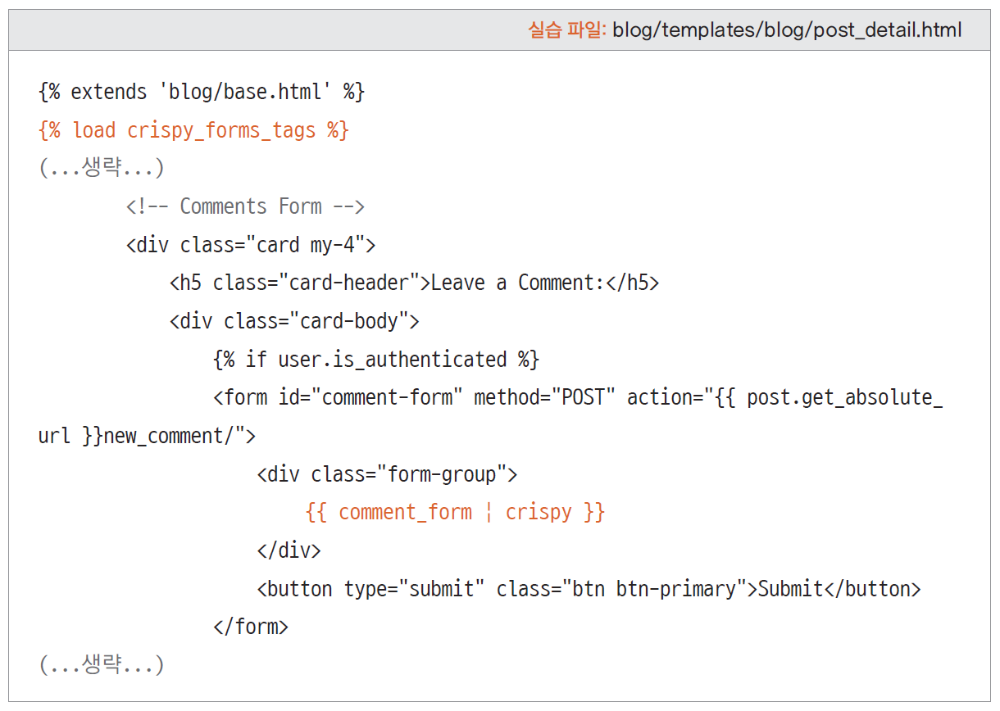 실습 파일: blog/templates/blog/post_detail.html
{% extends 'blog/base.html' %}
{% load crispy_forms_tags %}
(...생략...)
        <!-- Comments Form -->
        <div class="card my-4">
            <h5 class="card-header">Leave a Comment:</h5>
            <div class="card-body">
                {% if user.is_authenticated %}
                <form id="comment-form" method="POST" action="{{ post.get_absolute_
url }}new_comment/">
                    <div class="form-group">
                        {{ comment_form | crispy }}
                    </div>
                    <button type="submit" class="btn btn-primary">Submit</button>
                </form>
(...생략...)